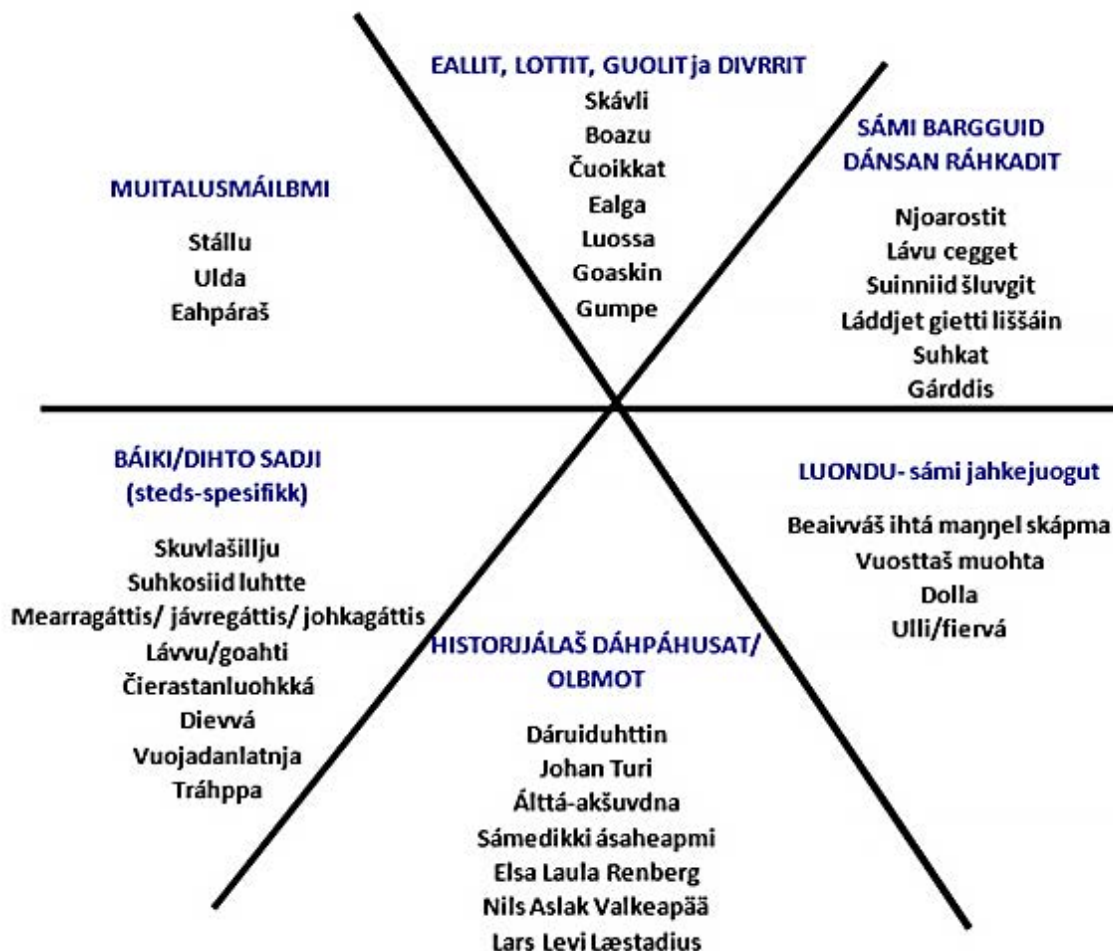 EALLIT, LOTTIT, GUOLIT ja DIVRRIT
Skávli
Boazu
Čuoikkat
Ealga
Luossa
Goaskin
Gumpe
SÁMI BARGGUID
DÁNSAN RÁHKADIT
Njoarostit
Lávu cegget
Suinniid šluvgit
Láddjet gietti liššáin
Suhkat
Gárddis
MUITALUSMÁILBMI
Stállu
Ulda
Eahpáraš
BÁIKI/DIHTO SADJI
(steds-spesifikk)
Skuvlašillju
Suhkosiid luhtte
Mearragáttis/ jávregáttis/ johkagáttis
Lávvu/goahti
Čierastanluohkká
Dievvá
Vuojadanlatnja
Tráhppa
HISTORJJÁLAŠ DÁHPÁHUSAT/
OLBMOT
Dáruiduhttin
Johan Turi
Álttá-akšuvdna
Sámedikki ásaheapmi
Elsa Laula Renberg
Nils Aslak Valkeapää
Lars Levi Læstadius
LUONDU- sámi jahkejuogut
Beaivváš ihtá maŋŋel skápma
Vuosttaš muohta
Dolla
Ulli/fiervá